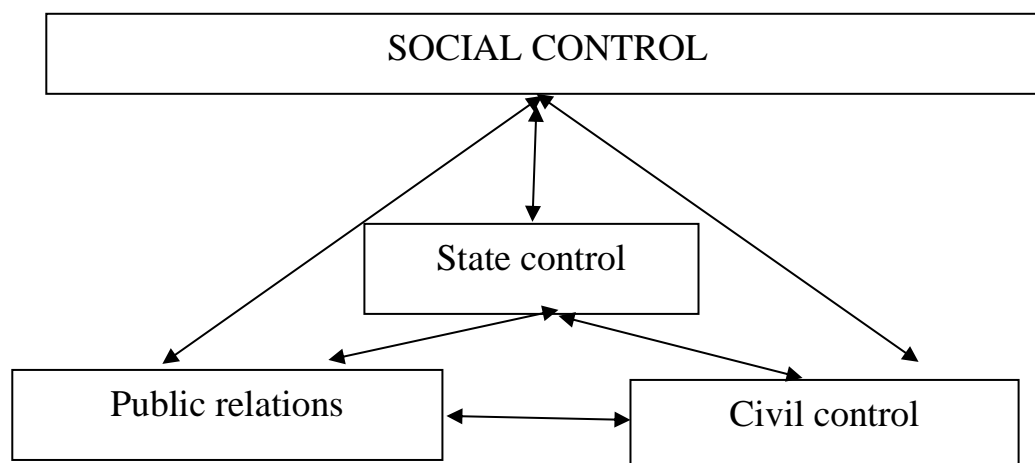 SOCIAL CONTROL
State control
Public relations
Civil control